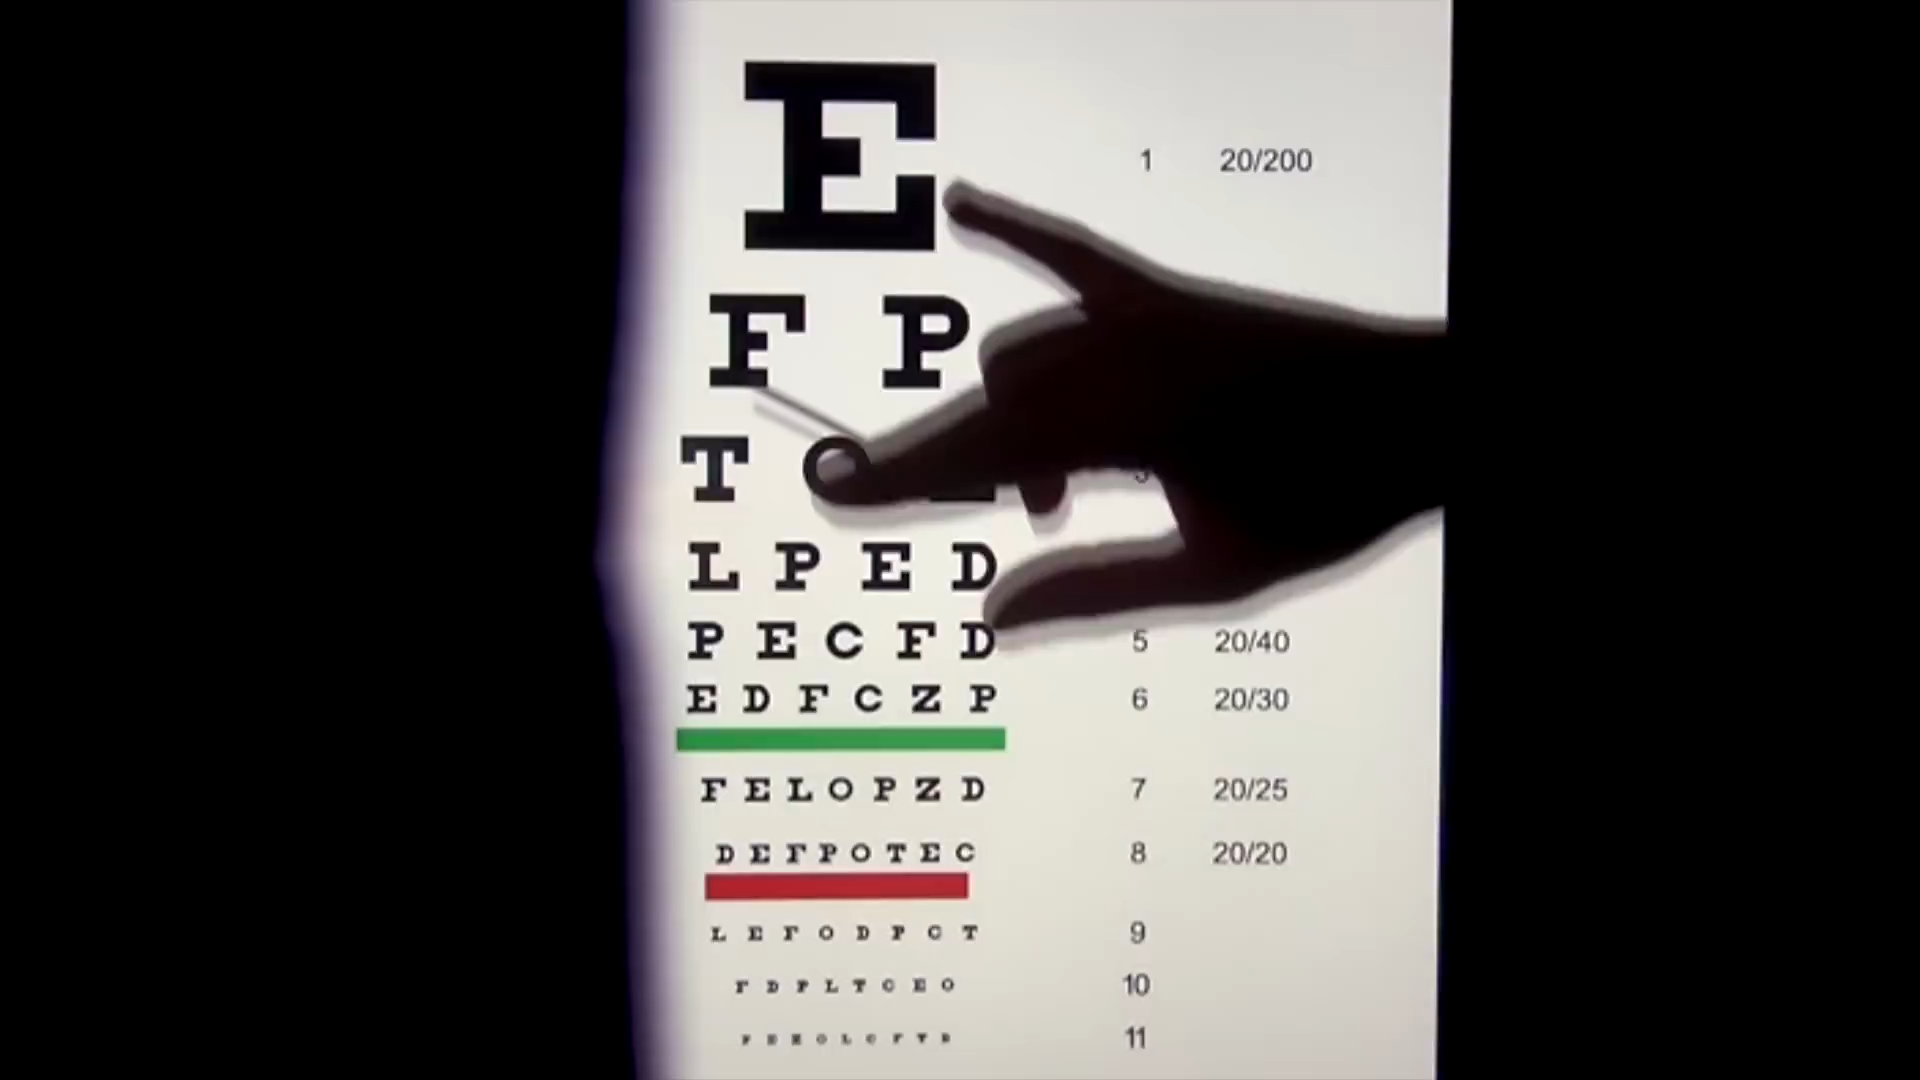 E 1 20/200
F P
T O
L P E D
P E C F D 5 20/40
E D F C Z P 6 20/30
F E L O P Z D 7 20/25
D E F P O T E C 8 20/20
L E F O D P C T 9
F D P L T C E O 10
11